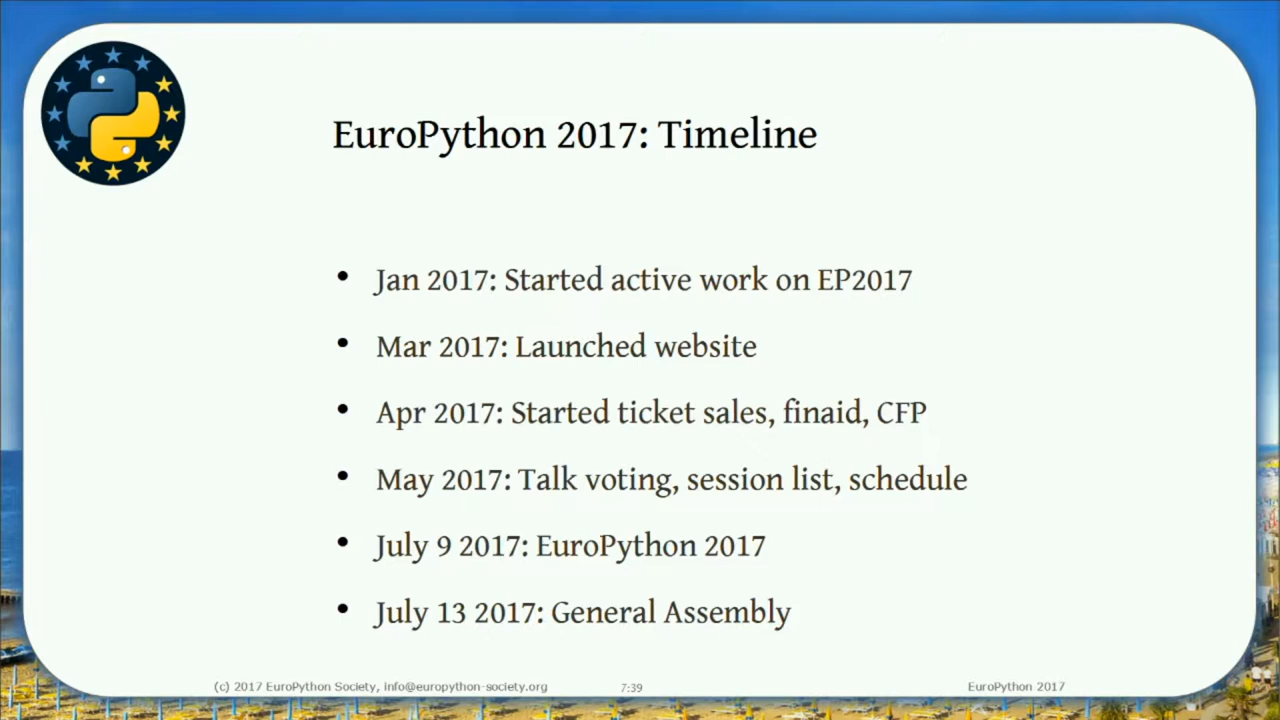 EuroPython 2017: Timeline
• Jan 2017: Started active work on EP2017
• Mar 2017: Launched website
• Apr 2017: Started ticket sales, finaid, CFP
• May 2017: Talk voting, session list, schedule
• July 9 2017: EuroPython 2017
• July 13 2017: General Assembly
(c) 2017 EuroPython Society, info@europython-society.org 7:39 EuroPython 2017